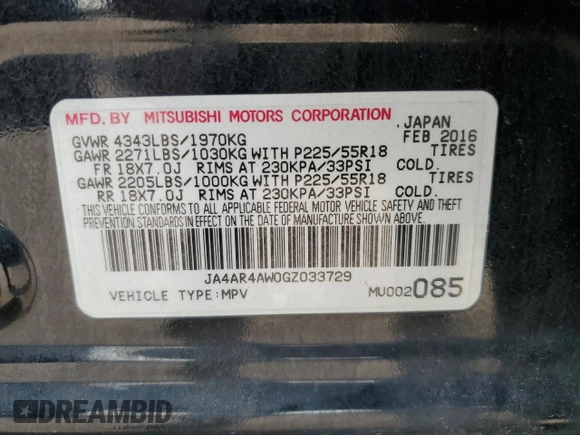 MFD. BY MITSUBISHI MOTORS CORPORATION JAPAN
GVWR 4343LBS/1970KG FEB 2016
GAWR 2271LBS/1030KG WITH P225/55R18 TIRES
FR 18X7.0J RIMS AT 230KPA/33PSI COLD.
GAWR 2205LBS/1000KG WITH P225/55R18 TIRES
RR 18X7.0J RIMS AT 230KPA/33PSI COLD.
THIS VEHICLE CONFORMS TO ALL APPLICABLE FEDERAL MOTOR VEHICLE SAFETY AND THEFT
PREVENTION STANDARDS IN EFFECT ON THE DATE OF MANUFACTURE SHOWN ABOVE.
JA4AR4AW0GZ033729
VEHICLE TYPE:MPV MU002085
DREAMBID